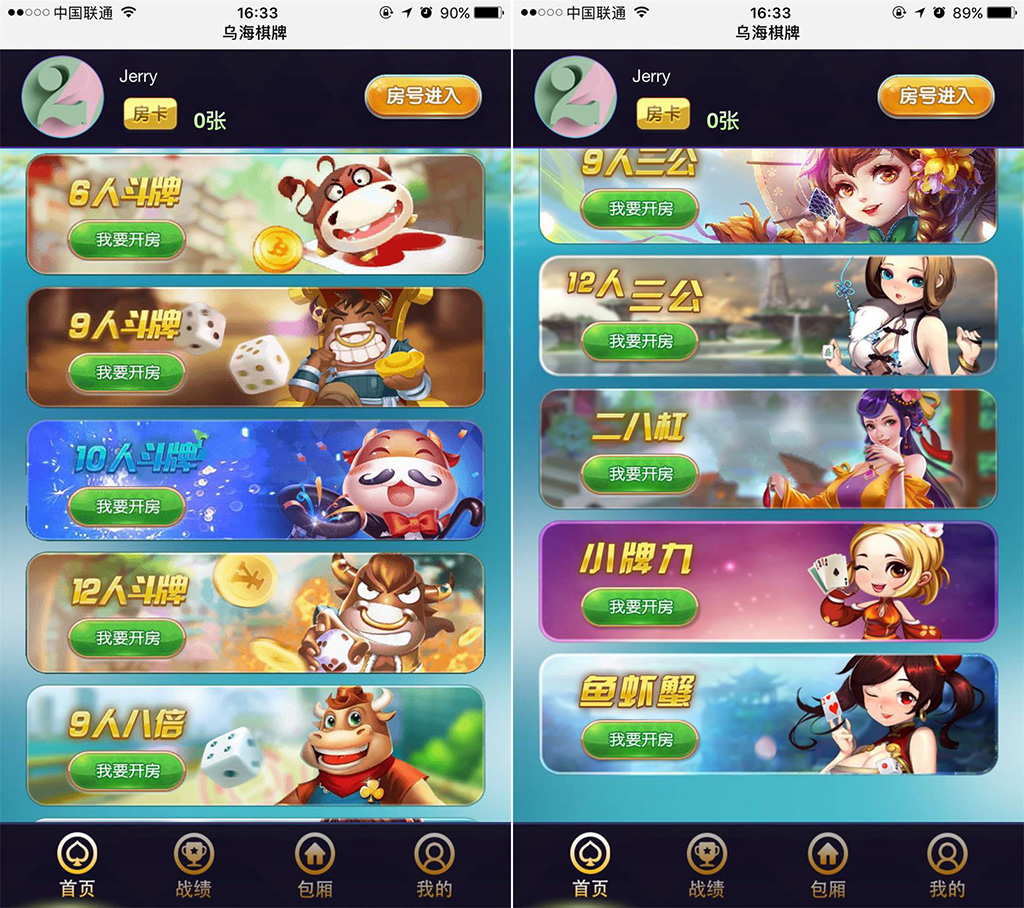 中国联通 16:33 90%
乌海棋牌
Jerry
房卡 0张
房号进入
6人斗牌
我要开房
9人斗牌
我要开房
10人斗牌
我要开房
12人斗牌
我要开房
9人八倍
我要开房
首页 战绩 包厢 我的
中国联通 16:33 89%
乌海棋牌
Jerry
房卡 0张
房号进入
9人三公
我要开房
12人三公
我要开房
二八杠
我要开房
小牌九
我要开房
鱼虾蟹
我要开房
首页 战绩 包厢 我的